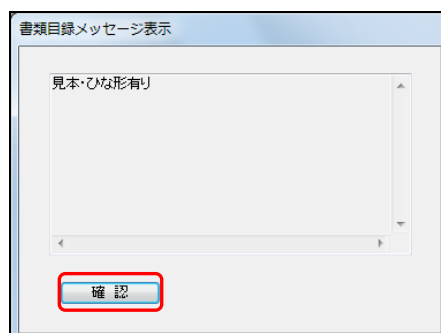 書類目録メッセージ表示
見本・ひな形有り
確 認